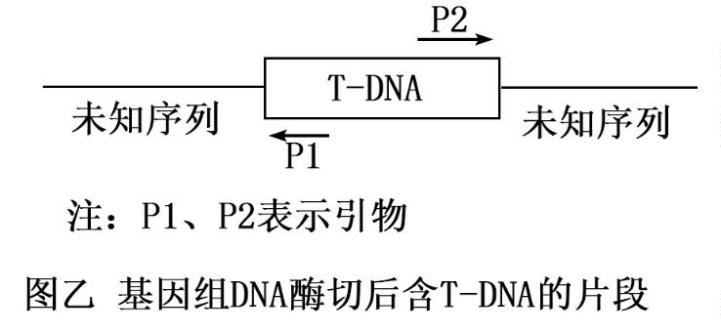 P2
T-DNA
未知序列
未知序列
P1
注：P1、P2表示引物
图乙 基因组DNA酶切后含T-DNA的片段